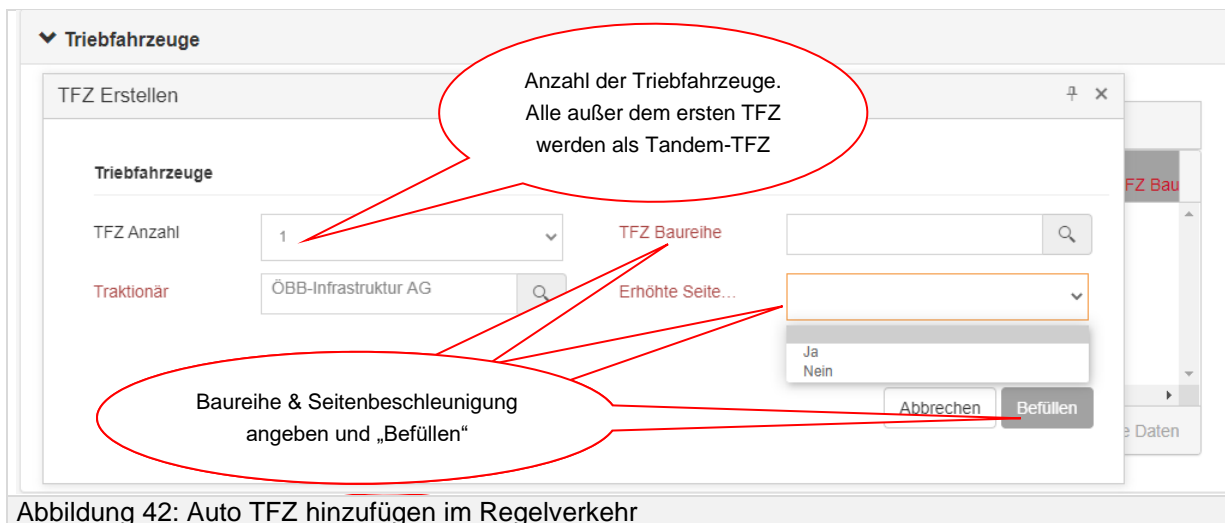 Triebfahrzeuge
TFZ Erstellen
Anzahl der Triebfahrzeuge.
Alle außer dem ersten TFZ
werden als Tandem-TFZ
Triebfahrzeuge
FZ Bau
TFZ Anzahl
1
TFZ Baureihe
Traktionär
ÖBB-Infrastruktur AG
Erhöhte Seite...
Ja
Nein
Baureihe & Seitenbeschleunigung
angeben und „Befüllen“
Abbrechen
Befüllen
e Daten
Abbildung 42: Auto TFZ hinzufügen im Regelverkehr